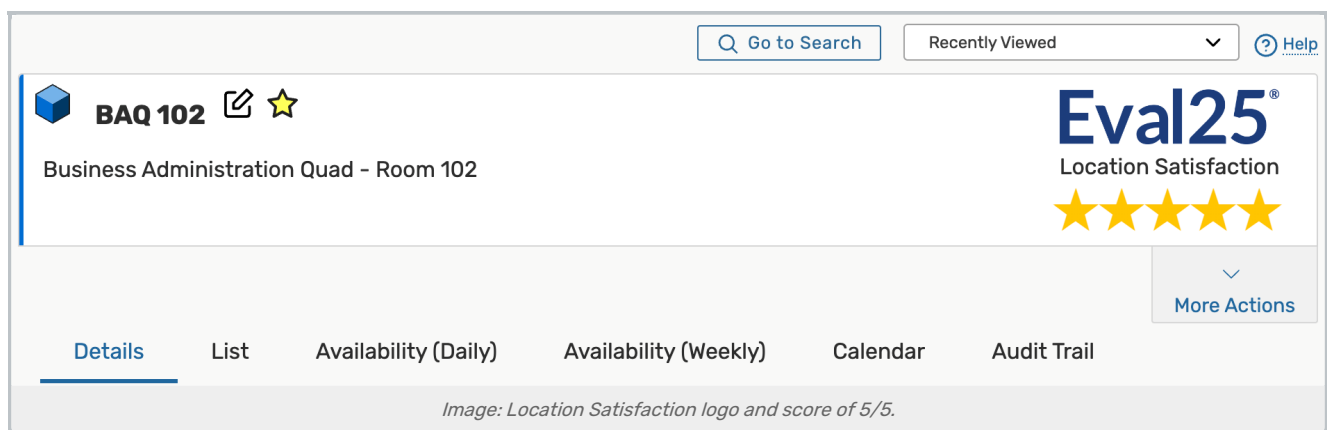 Go to Search
Recently Viewed
Help
BAQ 102
Business Administration Quad - Room 102
Eval25®
Location Satisfaction
More Actions
Details List Availability (Daily) Availability (Weekly) Calendar Audit Trail
Image: Location Satisfaction logo and score of 5/5.